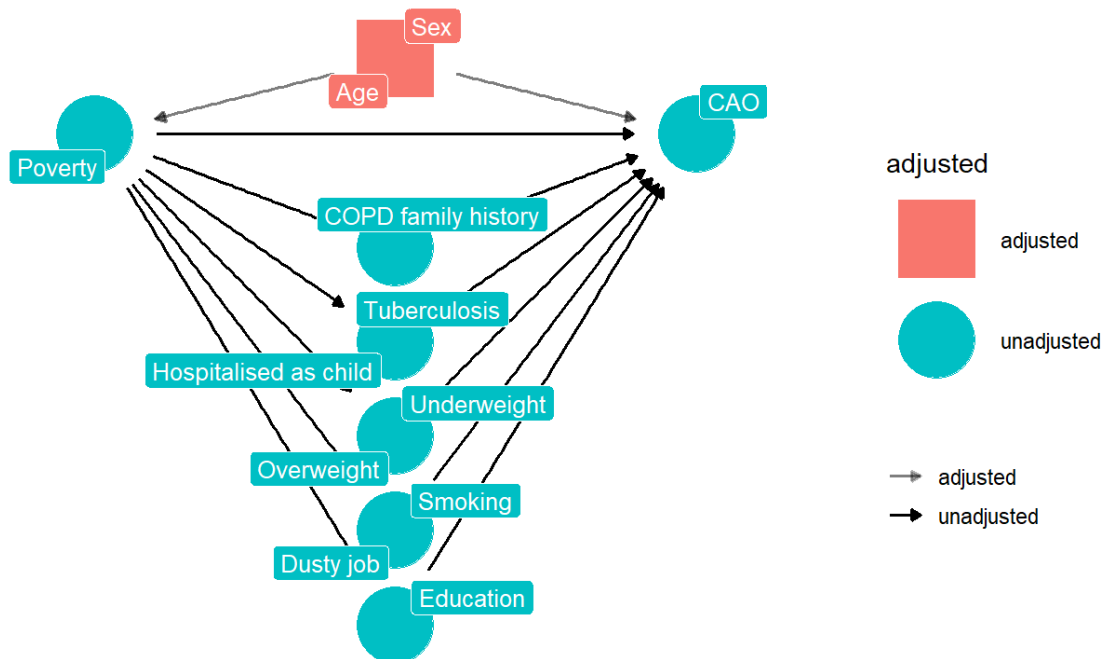 Sex
Age
CAO
Poverty
COPD family history
Tuberculosis
Hospitalised as child
Underweight
Overweight
Smoking
Dusty job
Education
adjusted
adjusted
unadjusted
adjusted
unadjusted